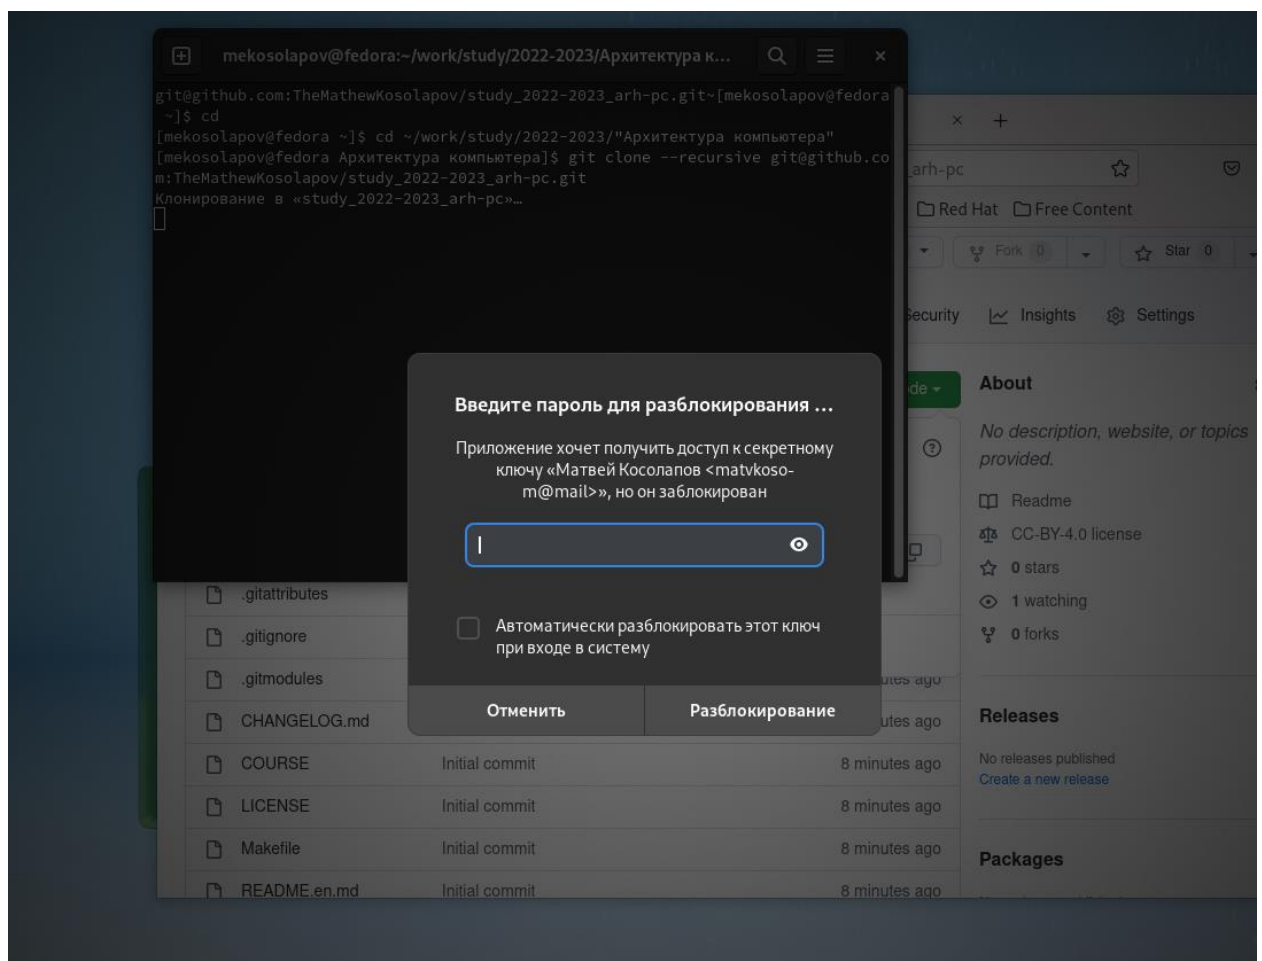 mekosolapov@fedora:~/work/study/2022-2023/Архитектура к...
git@github.com:TheMathewKosolapov/study_2022-2023_arh-pc.git~[mekosolapov@fedora
~]$ cd
[mekosolapov@fedora ~]$ cd ~/work/study/2022-2023/"Архитектура компьютера"
[mekosolapov@fedora Архитектура компьютера]$ git clone --recursive git@github.co
m:TheMathewKosolapov/study_2022-2023_arh-pc.git
Клонирование в «study_2022-2023_arh-pc»…
_arh-pc
Red Hat Free Content
Fork 0 Star 0
Security Insights Settings
Введите пароль для разблокирования ...
Приложение хочет получить доступ к секретному
ключу «Матвей Косолапов <matvkoso-
m@mail>», но он заблокирован
Автоматически разблокировать этот ключ
при входе в систему
Отменить Разблокирование
.gitattributes
.gitignore
.gitmodules
CHANGELOG.md
COURSE Initial commit 8 minutes ago
LICENSE Initial commit 8 minutes ago
Makefile Initial commit 8 minutes ago
README.en.md Initial commit 8 minutes ago
About
No description, website, or topics
provided.
Readme
CC-BY-4.0 license
0 stars
1 watching
0 forks
Releases
No releases published
Create a new release
Packages